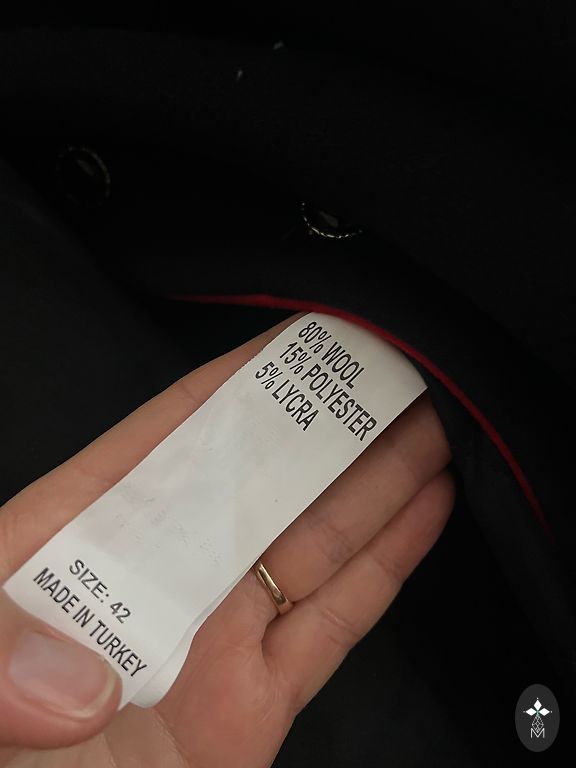 80% WOOL
15% POLYESTER
5% LYCRA
SIZE: 42
MADE IN TURKEY